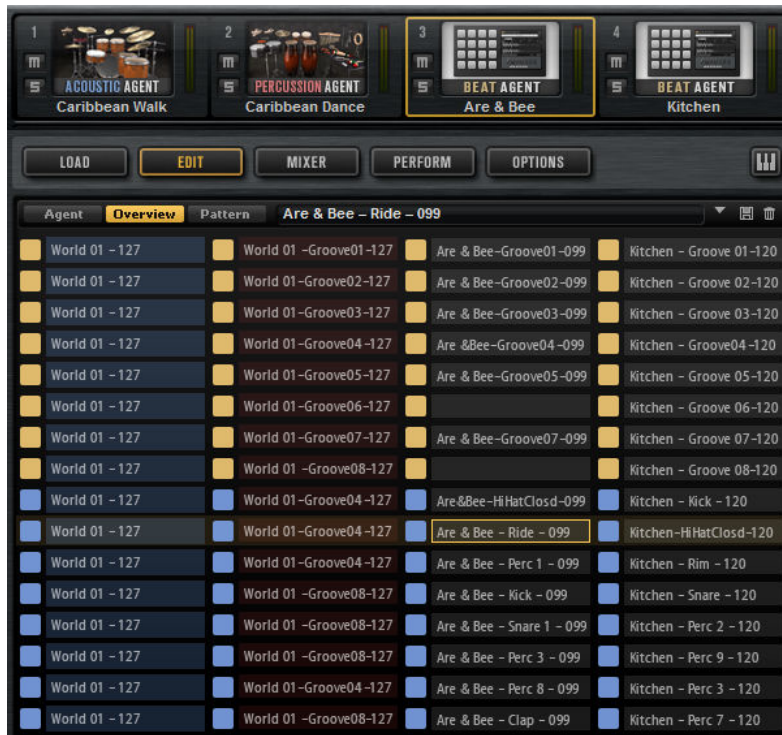 1 2 3 4
m m m m
S S S S
ACOUSTIC AGENT PERCUSSION AGENT BEAT AGENT BEAT AGENT
Caribbean Walk Caribbean Dance Are & Bee Kitchen
LOAD EDIT MIXER PERFORM OPTIONS
Agent Overview Pattern Are & Bee – Ride – 099
World 01 -127 World 01 -Groove01-127 Are & Bee-Groove01-099 Kitchen - Groove 01-120
World 01 -127 World 01-Groove02-127 Are & Bee-Groove02-099 Kitchen - Groove 02-120
World 01 -127 World 01-Groove03-127 Are & Bee-Groove03-099 Kitchen - Groove 03-120
World 01 -127 World 01-Groove04-127 Are &Bee-Groove04-099 Kitchen - Groove04-120
World 01 -127 World 01-Groove05-127 Are & Bee-Groove05-099 Kitchen - Groove 05-120
World 01 -127 World 01-Groove06-127 Kitchen - Groove 06-120
World 01 -127 World 01-Groove07-127 Are & Bee-Groove07-099 Kitchen - Groove 07-120
World 01 -127 World 01 -Groove08-127 Kitchen - Groove 08-120
World 01 -127 World 01-Groove04-127 Are&Bee-HiHatClosd-099 Kitchen - Kick - 120
World 01 -127 World 01-Groove04-127 Are & Bee - Ride - 099 Kitchen-HiHatClosd-120
World 01 -127 World 01-Groove04-127 Are & Bee - Perc 1 - 099 Kitchen - Rim - 120
World 01 -127 World 01 -Groove08-127 Are & Bee - Kick - 099 Kitchen - Snare - 120
World 01 -127 World 01 -Groove08-127 Are & Bee - Snare 1 - 099 Kitchen - Perc 2 - 120
World 01 -127 World 01 -Groove08-127 Are & Bee - Perc 3 - 099 Kitchen - Perc 9 - 120
World 01 -127 World 01-Groove04-127 Are & Bee - Perc 8 - 099 Kitchen - Perc 3 - 120
World 01 -127 World 01 -Groove08-127 Are & Bee - Clap - 099 Kitchen - Perc 7 - 120